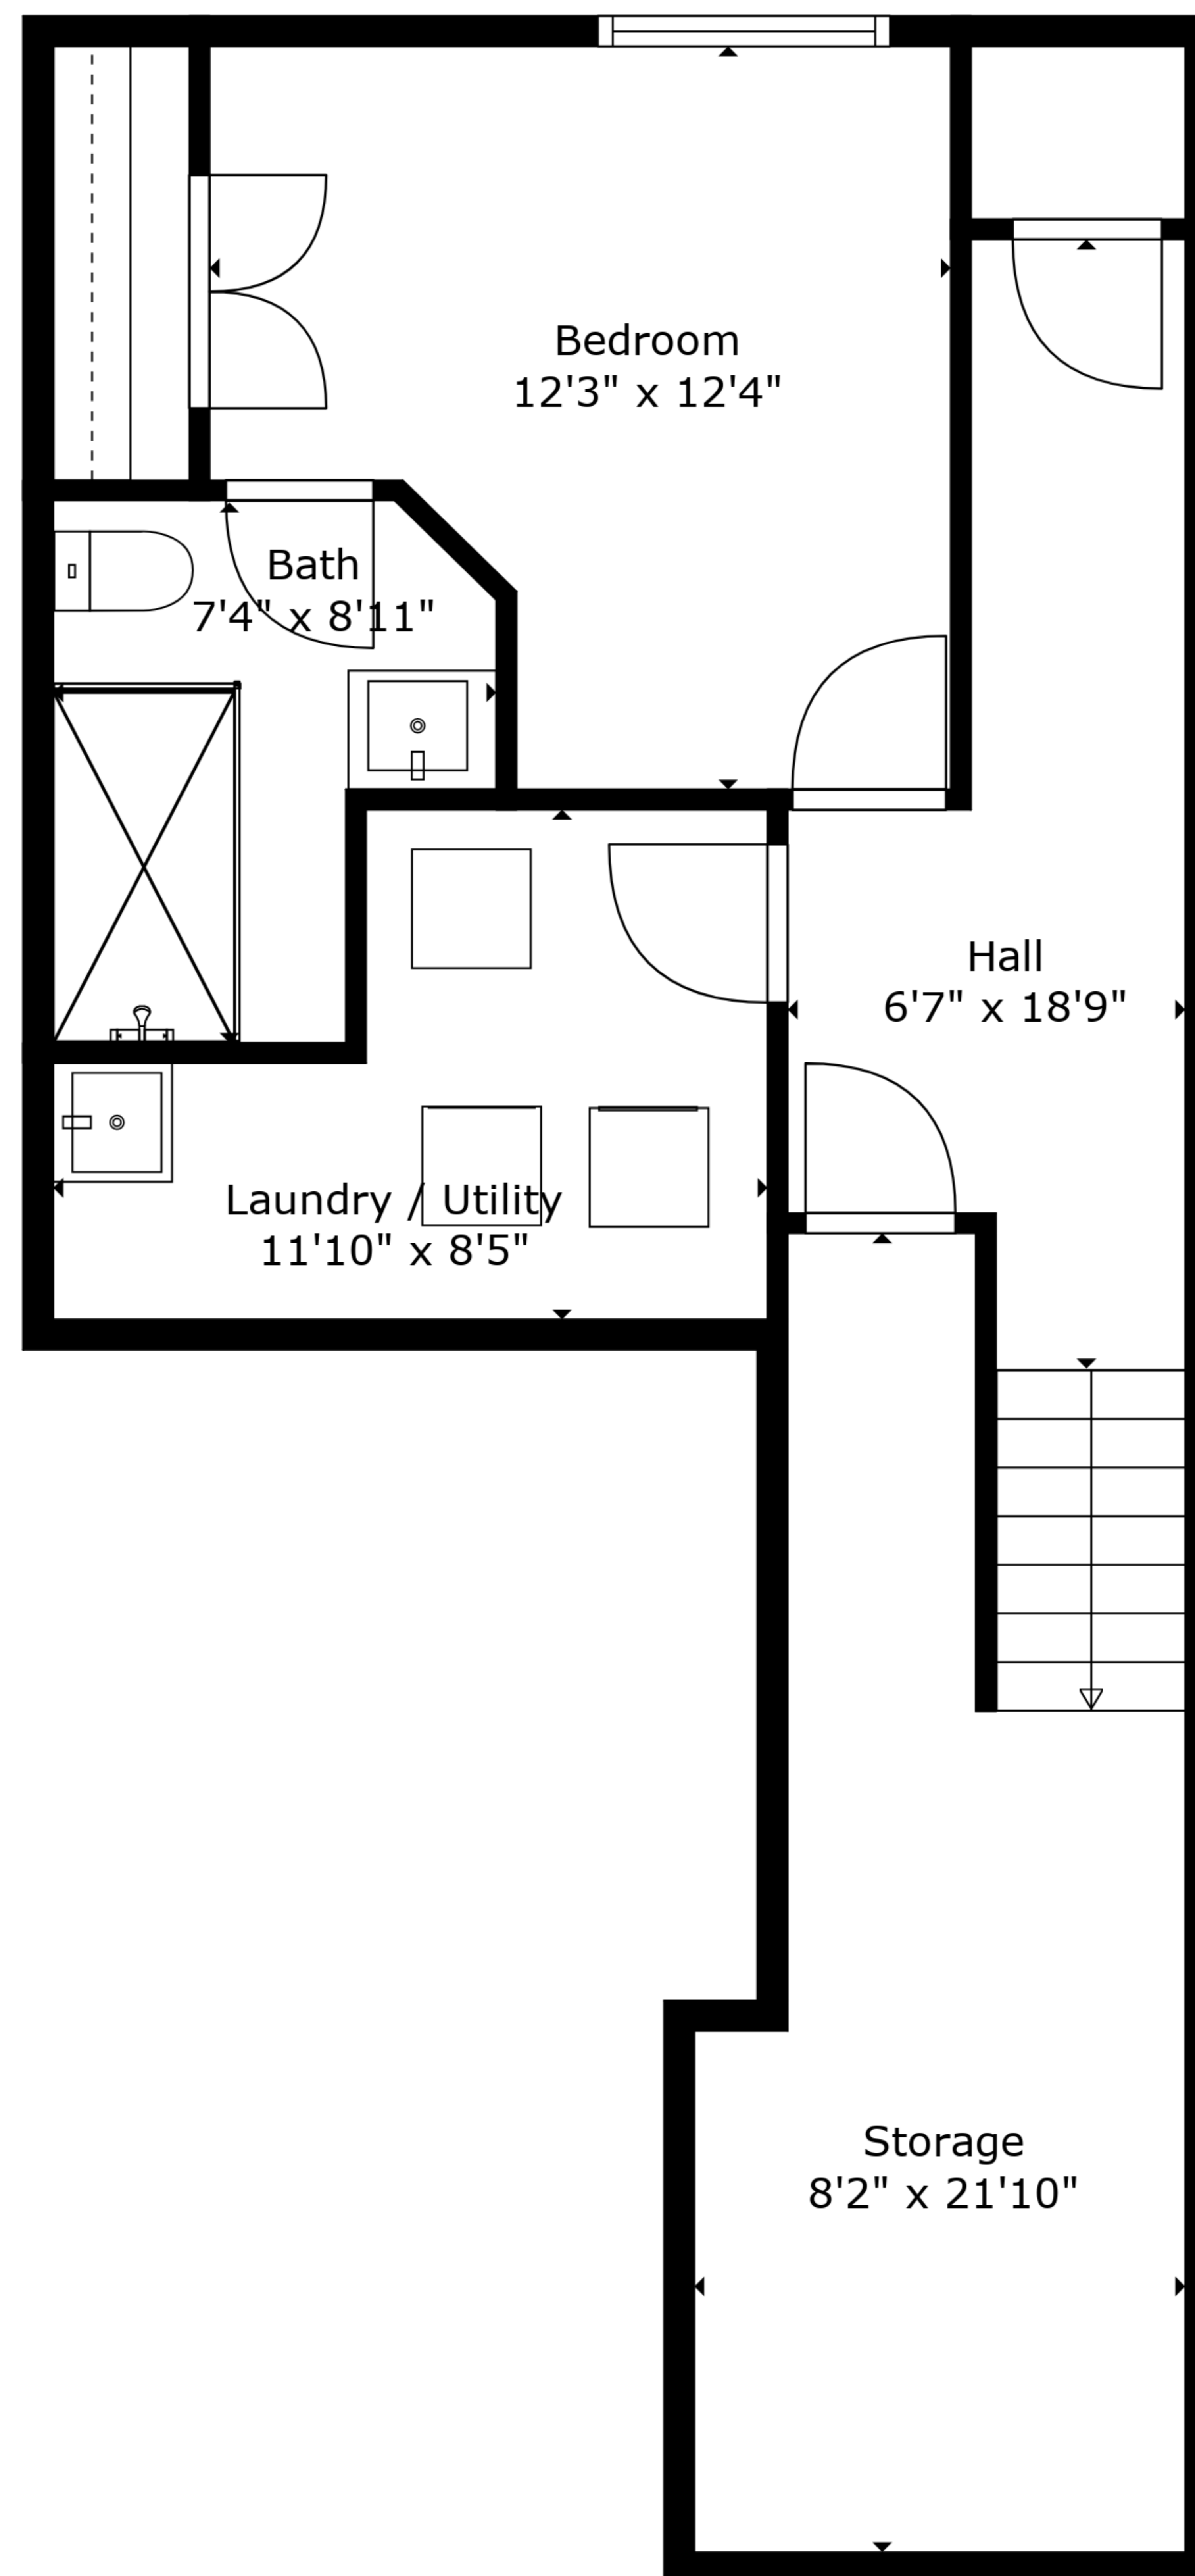 Bedroom
12'3" x 12'4"
Bath
7'4" x 8'11"
Hall
6'7" x 18'9"
Laundry / Utility
11'10" x 8'5"
Storage
8'2" x 21'10"